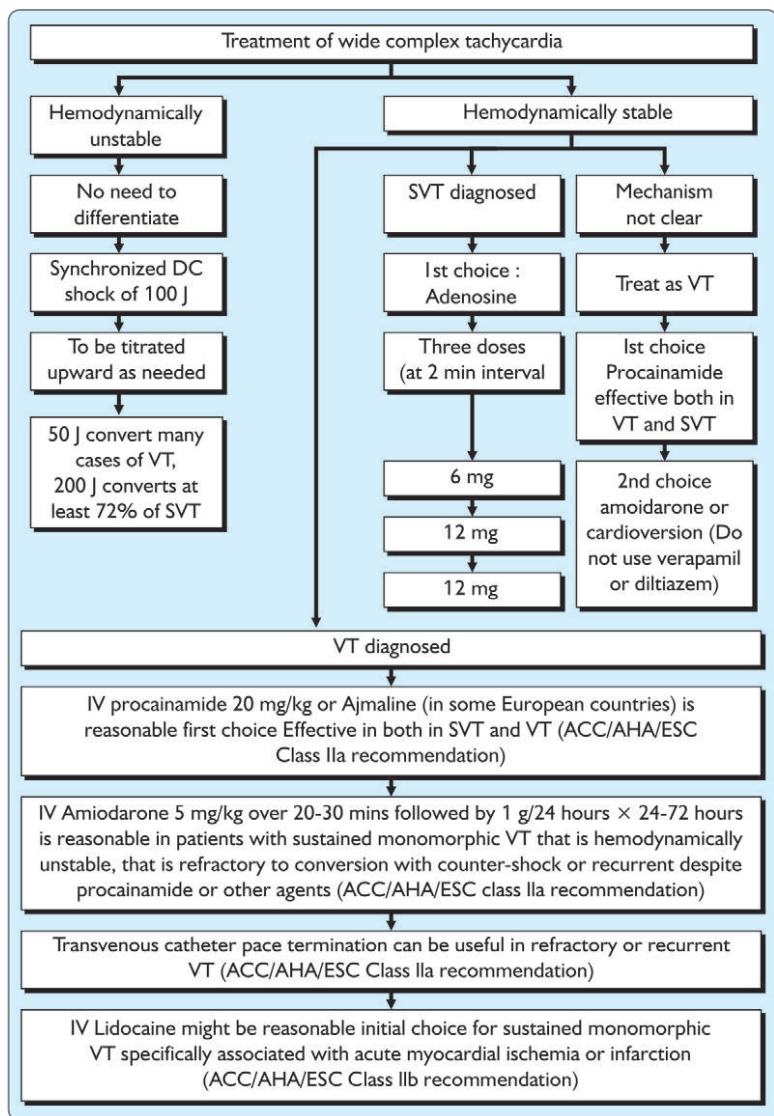 Treatment of wide complex tachycardia
Hemodynamically
unstable
Hemodynamically stable
No need to
differentiate
SVT diagnosed
Mechanism
not clear
Synchronized DC
shock of 100 J
1st choice :
Adenosine
Treat as VT
To be titrated
upward as needed
Three doses
(at 2 min interval
Ist choice
Procainamide
effective both in
VT and SVT
50 J convert many
cases of VT,
200 J converts at
least 72% of SVT
6 mg
12 mg
12 mg
2nd choice
amoidarone or
cardioversion (Do
not use verapamil
or diltiazem)
VT diagnosed
IV procainamide 20 mg/kg or Ajmaline (in some European countries) is
reasonable first choice Effective in both in SVT and VT (ACC/AHA/ESC
Class IIa recommendation)
IV Amiodarone 5 mg/kg over 20-30 mins followed by 1 g/24 hours × 24-72 hours
is reasonable in patients with sustained monomorphic VT that is hemodynamically
unstable, that is refractory to conversion with counter-shock or recurrent despite
procainamide or other agents (ACC/AHA/ESC class IIa recommendation)
Transvenous catheter pace termination can be useful in refractory or recurrent
VT (ACC/AHA/ESC Class IIa recommendation)
IV Lidocaine might be reasonable initial choice for sustained monomorphic
VT specifically associated with acute myocardial ischemia or infarction
(ACC/AHA/ESC Class IIb recommendation)